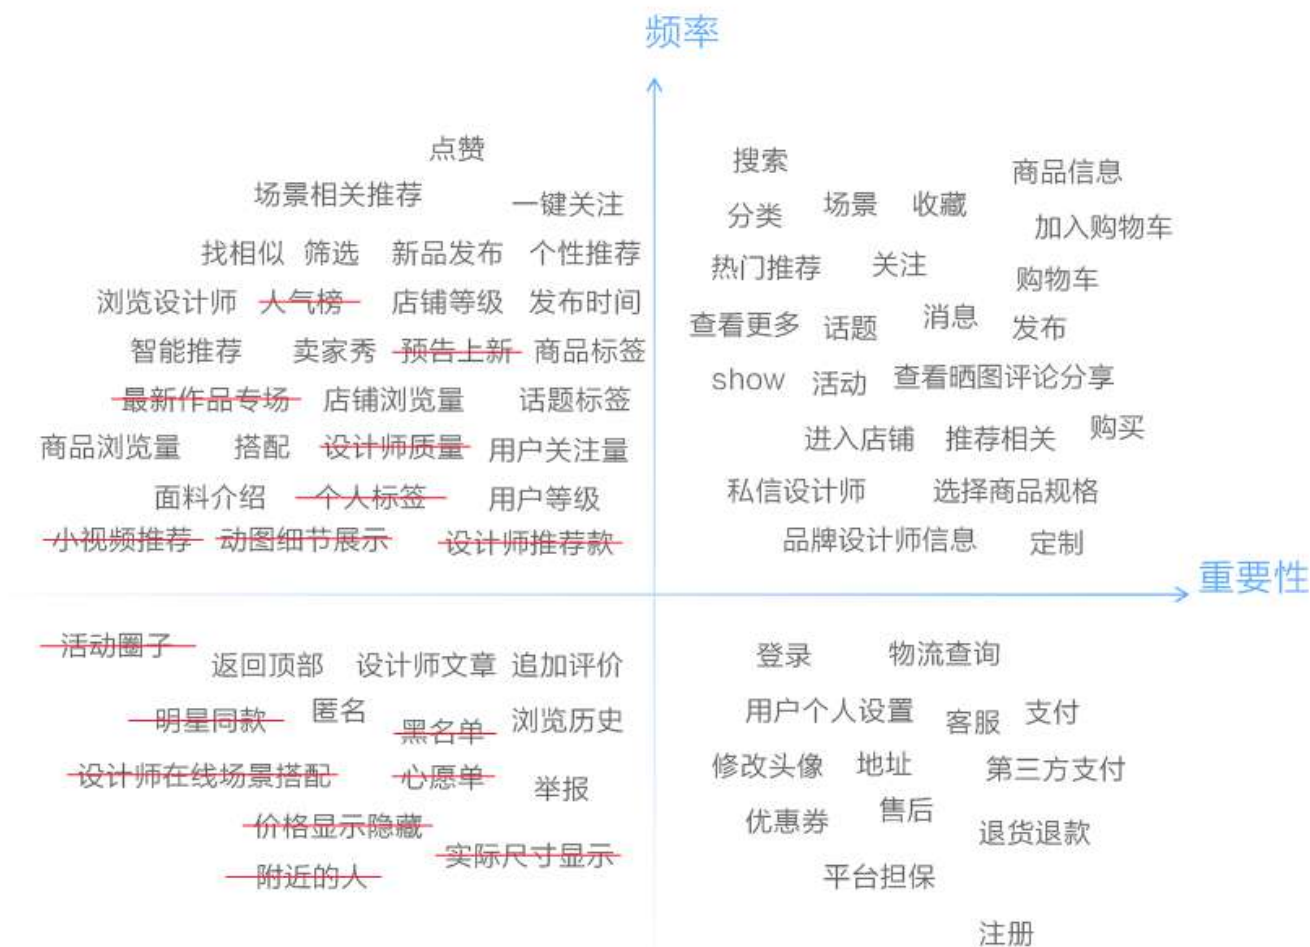 频率
点赞
场景相关推荐 一键关注
找相似 筛选 新品发布 个性推荐
浏览设计师 人气榜 店铺等级 发布时间
智能推荐 卖家秀 预告上新 商品标签
最新作品专场 店铺浏览量 话题标签
商品浏览量 搭配 设计师质量 用户关注量
面料介绍 个人标签 用户等级
小视频推荐 动图细节展示 设计师推荐款
搜索 商品信息
分类 场景 收藏 加入购物车
热门推荐 关注 购物车
查看更多 话题 消息 发布
show 活动 查看晒图评论分享
进入店铺 推荐相关 购买
私信设计师 选择商品规格
品牌设计师信息 定制
重要性
活动圈子
返回顶部 设计师文章 追加评价
明星同款 匿名 黑名单 浏览历史
设计师在线场景搭配 心愿单 举报
价格显示隐藏
实际尺寸显示
附近的人
登录 物流查询
用户个人设置 客服 支付
修改头像 地址 第三方支付
优惠券 售后 退货退款
平台担保
注册